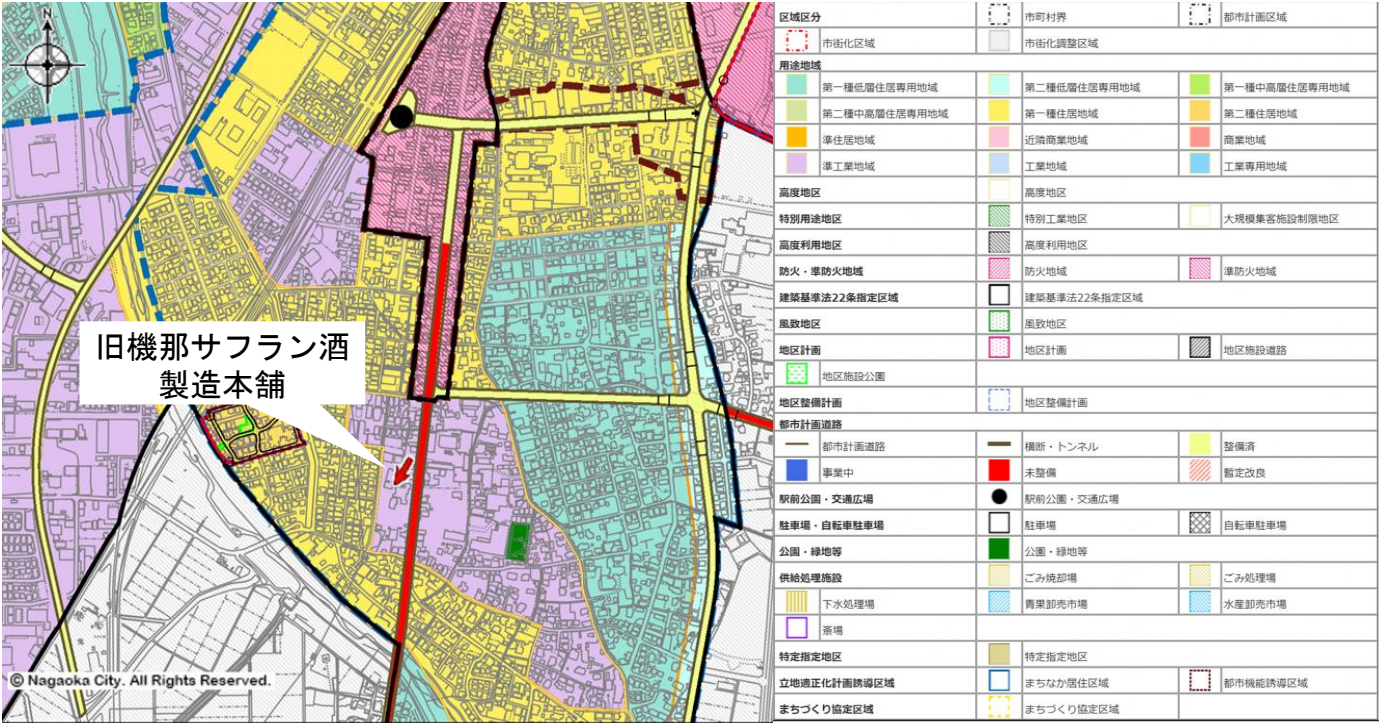 N
旧機那サフラン酒
製造本舗
© Nagaoka City. All Rights Reserved.
区域区分 市町村界 都市計画区域
市街化区域 市街化調整区域
用途地域
第一種低層住居専用地域 第二種低層住居専用地域 第一種中高層住居専用地域
第二種中高層住居専用地域 第一種住居地域 第二種住居地域
準住居地域 近隣商業地域 商業地域
準工業地域 工業地域 工業専用地域
高度地区 高度地区
特別用途地区 特別工業地区 大規模集客施設制限地区
高度利用地区 高度利用地区
防火・準防火地域 防火地域 準防火地域
建築基準法22条指定区域 建築基準法22条指定区域
風致地区 風致地区
地区計画 地区計画 地区施設道路
地区施設公園
地区整備計画 地区整備計画
都市計画道路
都市計画道路 横断・トンネル 整備済
事業中 未整備 暫定改良
駅前公園・交通広場 駅前公園・交通広場
駐車場・自転車駐車場 駐車場 自転車駐車場
公園・緑地等 公園・緑地等
供給処理施設 ごみ焼却場 ごみ処理場
下水処理場 青果卸売市場 水産卸売市場
斎場
特定指定地区 特定指定地区
立地適正化計画誘導区域 まちなか居住区域 都市機能誘導区域
まちづくり協定区域 まちづくり協定区域